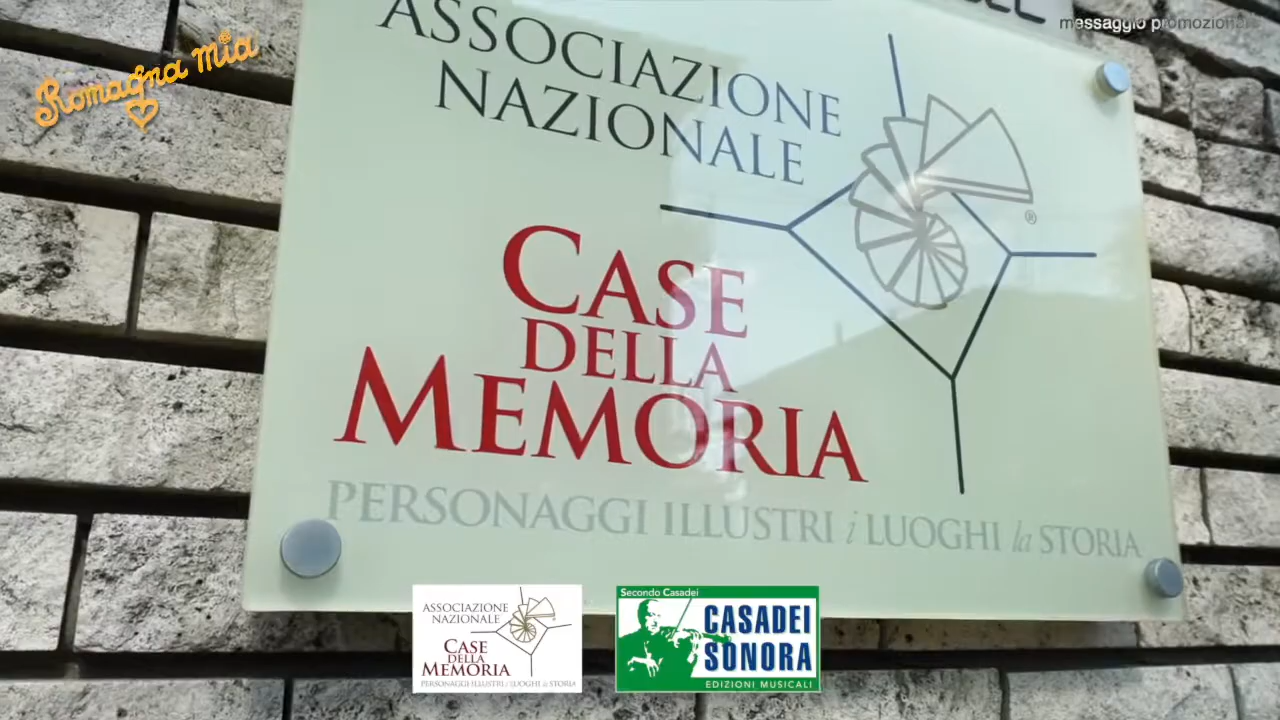 Romagna mia
messaggio promozionale
ASSOCIAZIONE
NAZIONALE
®
CASE
DELLA
MEMORIA
PERSONAGGI ILLUSTRI i LUOGHI la STORIA
ASSOCIAZIONE
NAZIONALE
CASE
DELLA
MEMORIA
PERSONAGGI ILLUSTRI i LUOGHI la STORIA
Secondo Casadei
CASADEI
SONORA
EDIZIONI MUSICALI